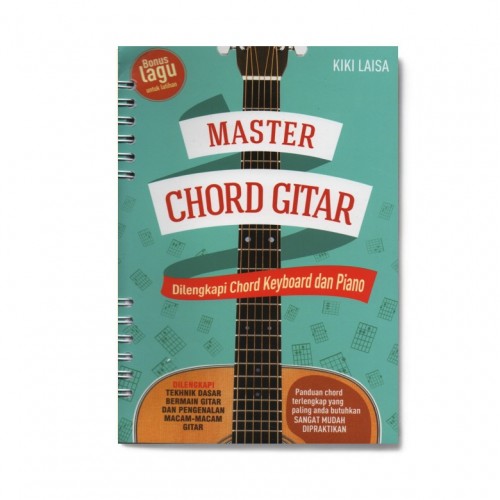 Bonus
lagu
untuk latihan
KIKI LAISA
MASTER
CHORD GITAR
Dilengkapi Chord Keyboard dan Piano
DILENGKAPI
TEKHNIK DASAR
BERMAIN GITAR
DAN PENGENALAN
MACAM-MACAM
GITAR
Panduan chord
terlengkap yang
paling anda butuhkan
SANGAT MUDAH
DIPRAKTIKAN